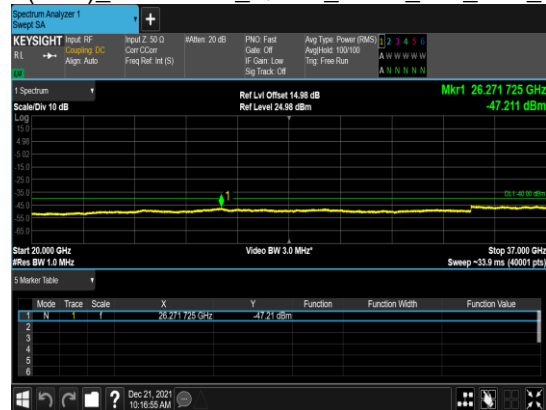 Spectrum Analyzer 1
Swept SA
+
KEYSIGHT Input: RF Input Z: 50 Ω #Atten: 20 dB PNO: Fast Avg Type: Power (RMS) 1 2 3 4 5 6
RL Coupling: DC Corr CCorr Gate: Off Avg|Hold: 100/100 A W W W W W
Align: Auto Freq Ref: Int (S) IF Gain: Low Trig: Free Run
LW Sig Track: Off A N N N N N
1 Spectrum Ref Lvl Offset 14.98 dB Mkr1 26.271 725 GHz
Scale/Div 10 dB Ref Level 24.98 dBm -47.211 dBm
Log
15.0
4.98
-5.02
-15.0
-25.0
-35.0
DL1 -40.00 dBm
1
-45.0
-55.0
-65.0
Start 20.000 GHz Video BW 3.0 MHz* Stop 37.000 GHz
#Res BW 1.0 MHz Sweep ~33.9 ms (40001 pts)
5 Marker Table
Mode Trace Scale X Y Function Function Width Function Value
1 N 1 f 26.271 725 GHz -47.21 dBm
2
3
4
5
6
? Dec 21, 2021
10:16:55 AM